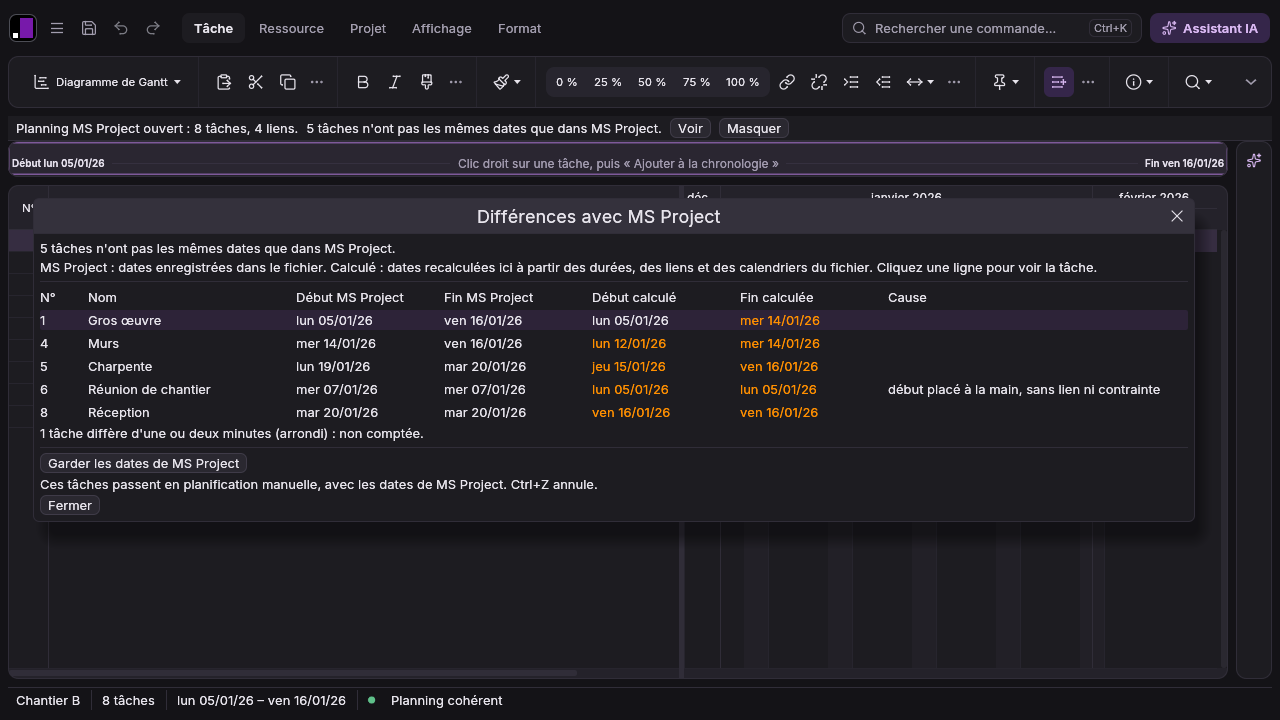 Tâche Ressource Projet Affichage Format Rechercher une commande... Ctrl+K Assistant IA
Diagramme de Gantt B I 0 % 25 % 50 % 75 % 100 %
Planning MS Project ouvert : 8 tâches, 4 liens. 5 tâches n'ont pas les mêmes dates que dans MS Project. Voir Masquer
Début lun 05/01/26 Clic droit sur une tâche, puis « Ajouter à la chronologie » Fin ven 16/01/26
déc. janvier 2026 février 2026
N°
Différences avec MS Project
5 tâches n'ont pas les mêmes dates que dans MS Project.
MS Project : dates enregistrées dans le fichier. Calculé : dates recalculées ici à partir des durées, des liens et des calendriers du fichier. Cliquez une ligne pour voir la tâche.
N° Nom Début MS Project Fin MS Project Début calculé Fin calculée Cause
1 Gros œuvre lun 05/01/26 ven 16/01/26 lun 05/01/26 mer 14/01/26
4 Murs mer 14/01/26 ven 16/01/26 lun 12/01/26 mer 14/01/26
5 Charpente lun 19/01/26 mar 20/01/26 jeu 15/01/26 ven 16/01/26
6 Réunion de chantier mer 07/01/26 mer 07/01/26 lun 05/01/26 lun 05/01/26 début placé à la main, sans lien ni contrainte
8 Réception mar 20/01/26 mar 20/01/26 ven 16/01/26 ven 16/01/26
1 tâche diffère d'une ou deux minutes (arrondi) : non comptée.
Garder les dates de MS Project
Ces tâches passent en planification manuelle, avec les dates de MS Project. Ctrl+Z annule.
Fermer
Chantier B 8 tâches lun 05/01/26 – ven 16/01/26 Planning cohérent